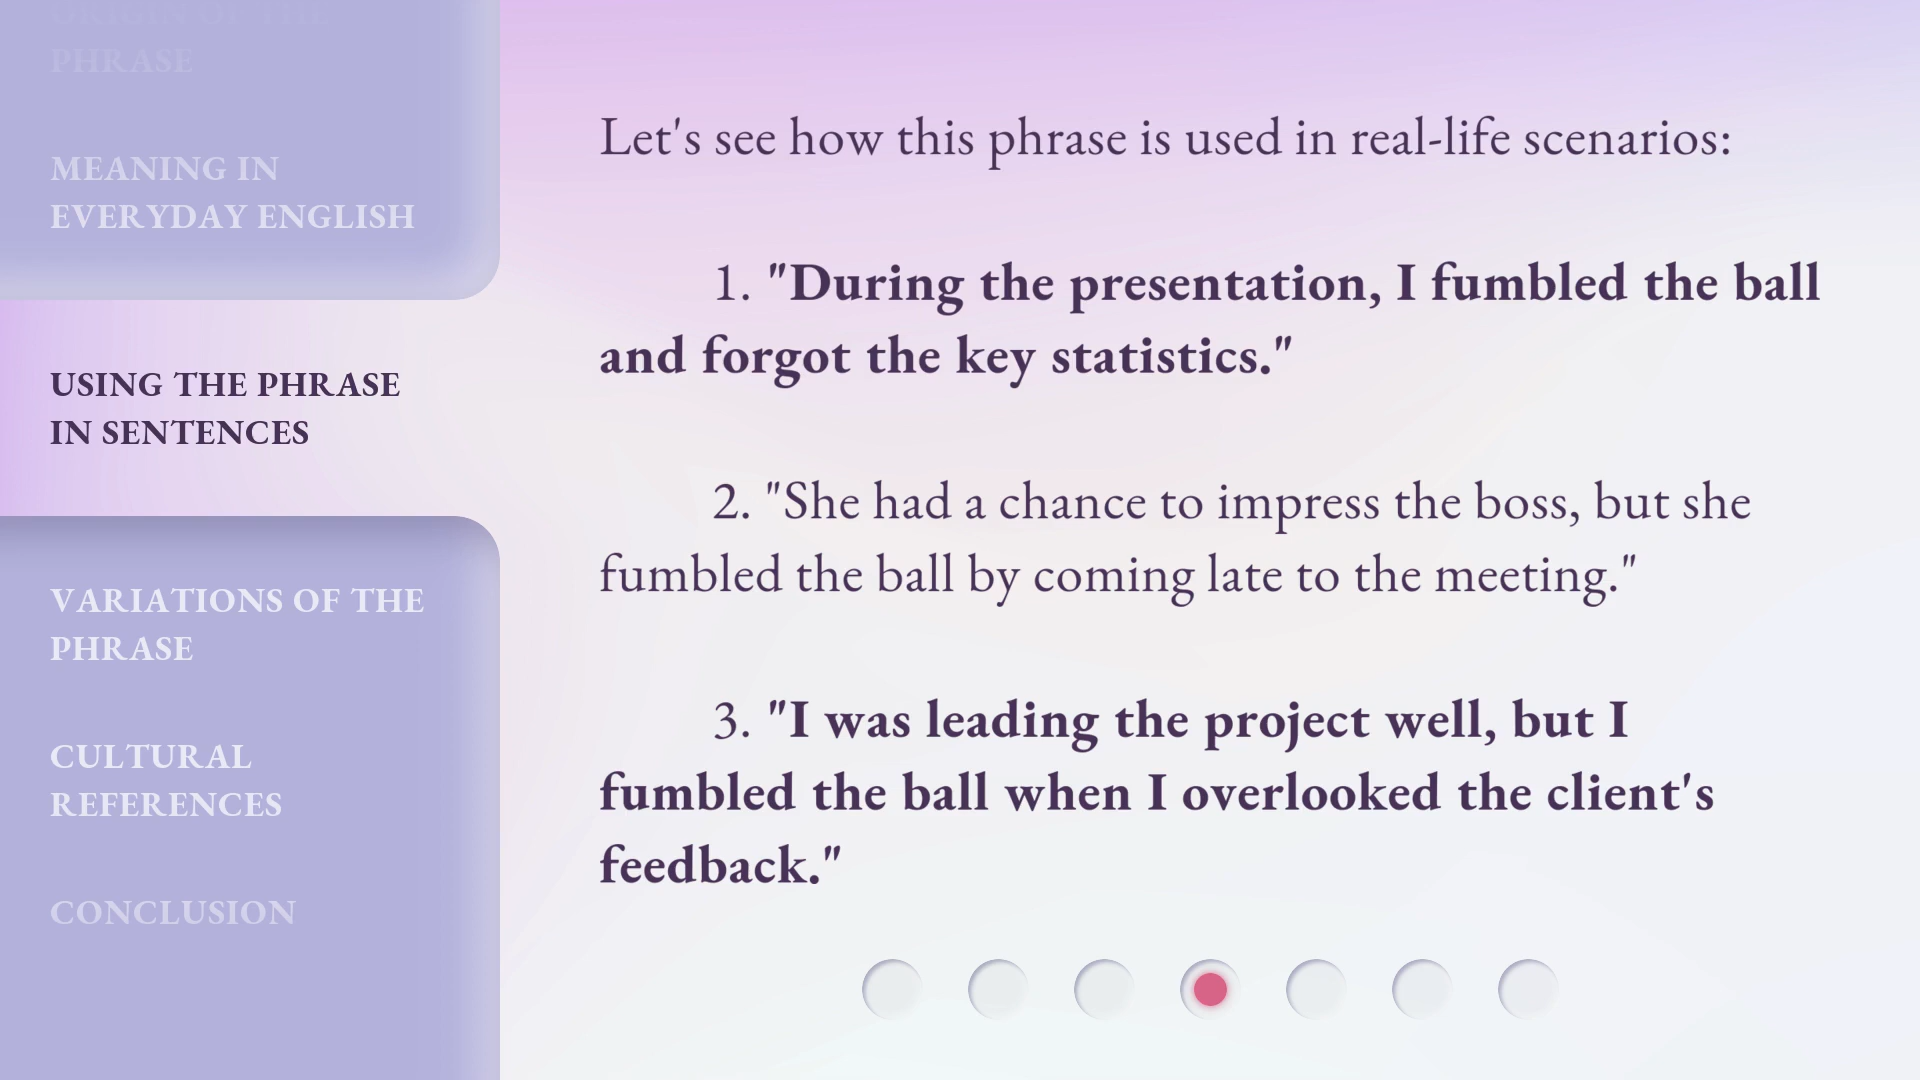 ORIGIN OF THE
PHRASE
MEANING IN
EVERYDAY ENGLISH
USING THE PHRASE
IN SENTENCES
VARIATIONS OF THE
PHRASE
CULTURAL
REFERENCES
CONCLUSION
Let's see how this phrase is used in real-life scenarios:
1. "During the presentation, I fumbled the ball
and forgot the key statistics."
2. "She had a chance to impress the boss, but she
fumbled the ball by coming late to the meeting."
3. "I was leading the project well, but I
fumbled the ball when I overlooked the client's
feedback."